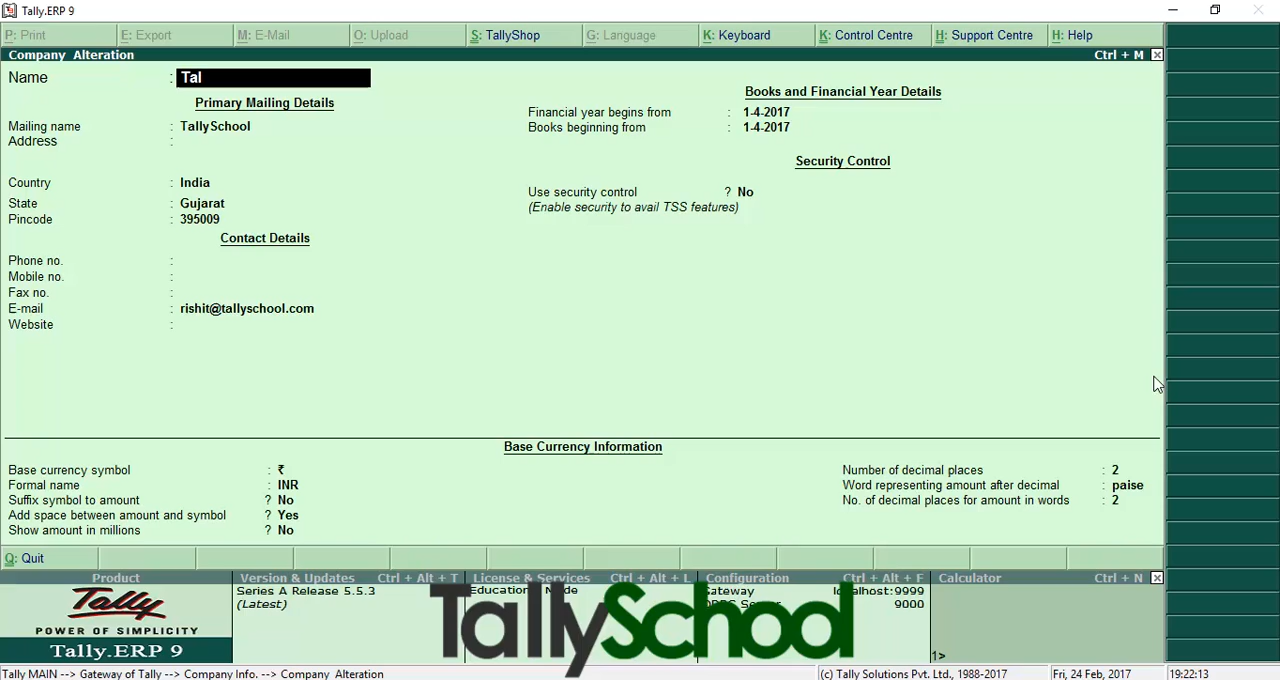 Tally.ERP 9
P: Print
E: Export
M: E-Mail
O: Upload
S: TallyShop
G: Language
K: Keyboard
K: Control Centre
H: Support Centre
H: Help
Company Alteration
Ctrl + M
Name : Tal
Primary Mailing Details
Mailing name : TallySchool
Address :
Country : India
State : Gujarat
Pincode : 395009
Contact Details
Phone no. :
Mobile no. :
Fax no. :
E-mail : rishit@tallyschool.com
Website :
Books and Financial Year Details
Financial year begins from : 1-4-2017
Books beginning from : 1-4-2017
Security Control
Use security control ? No
(Enable security to avail TSS features)
Base Currency Information
Base currency symbol : ₹
Formal name : INR
Suffix symbol to amount ? No
Add space between amount and symbol ? Yes
Show amount in millions ? No
Number of decimal places : 2
Word representing amount after decimal : paise
No. of decimal places for amount in words : 2
Q: Quit
Product
Tally
POWER OF SIMPLICITY
Tally.ERP 9
Version & Updates Ctrl + Alt + T
Series A Release 5.5.3
(Latest)
License & Services Ctrl + Alt + L
Configuration Ctrl + Alt + F
Gateway localhost:9999
9000
Calculator Ctrl + N
1>
TallySchool
Tally MAIN --> Gateway of Tally --> Company Info. --> Company Alteration
(c) Tally Solutions Pvt. Ltd., 1988-2017
Fri, 24 Feb, 2017
19:22:13